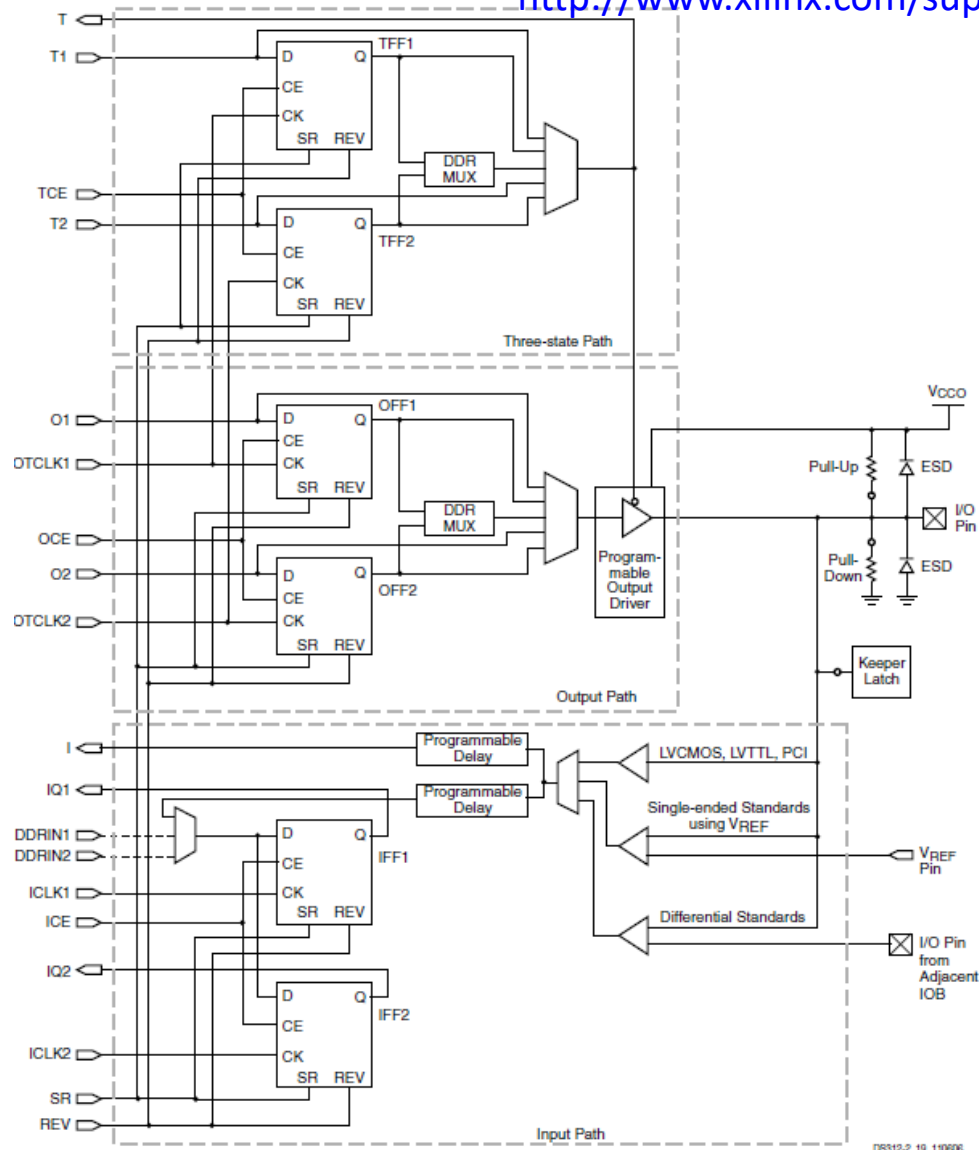 http://www.xilinx.com/sup
T
T1
D
Q
TFF1
CE
CK
SR REV
DDR
MUX
TCE
T2
D
Q
TFF2
CE
CK
SR REV
Three-state Path
O1
D
Q
OFF1
CE
OTCLK1
CK
SR REV
DDR
MUX
OCE
O2
D
Q
OFF2
CE
OTCLK2
CK
SR REV
Program-
mable
Output
Driver
Output Path
VCCO
Pull-Up
ESD
I/O
Pin
Pull-
Down
ESD
Keeper
Latch
I
Programmable
Delay
LVCMOS, LVTTL, PCI
IQ1
Programmable
Delay
Single-ended Standards
using VREF
DDRIN1
DDRIN2
D
Q
IFF1
CE
VREF
Pin
ICLK1
CK
ICE
SR REV
Differential Standards
I/O Pin
from
Adjacent
IOB
IQ2
D
Q
IFF2
CE
ICLK2
CK
SR REV
SR
REV
Input Path
DS312-2_19_110606